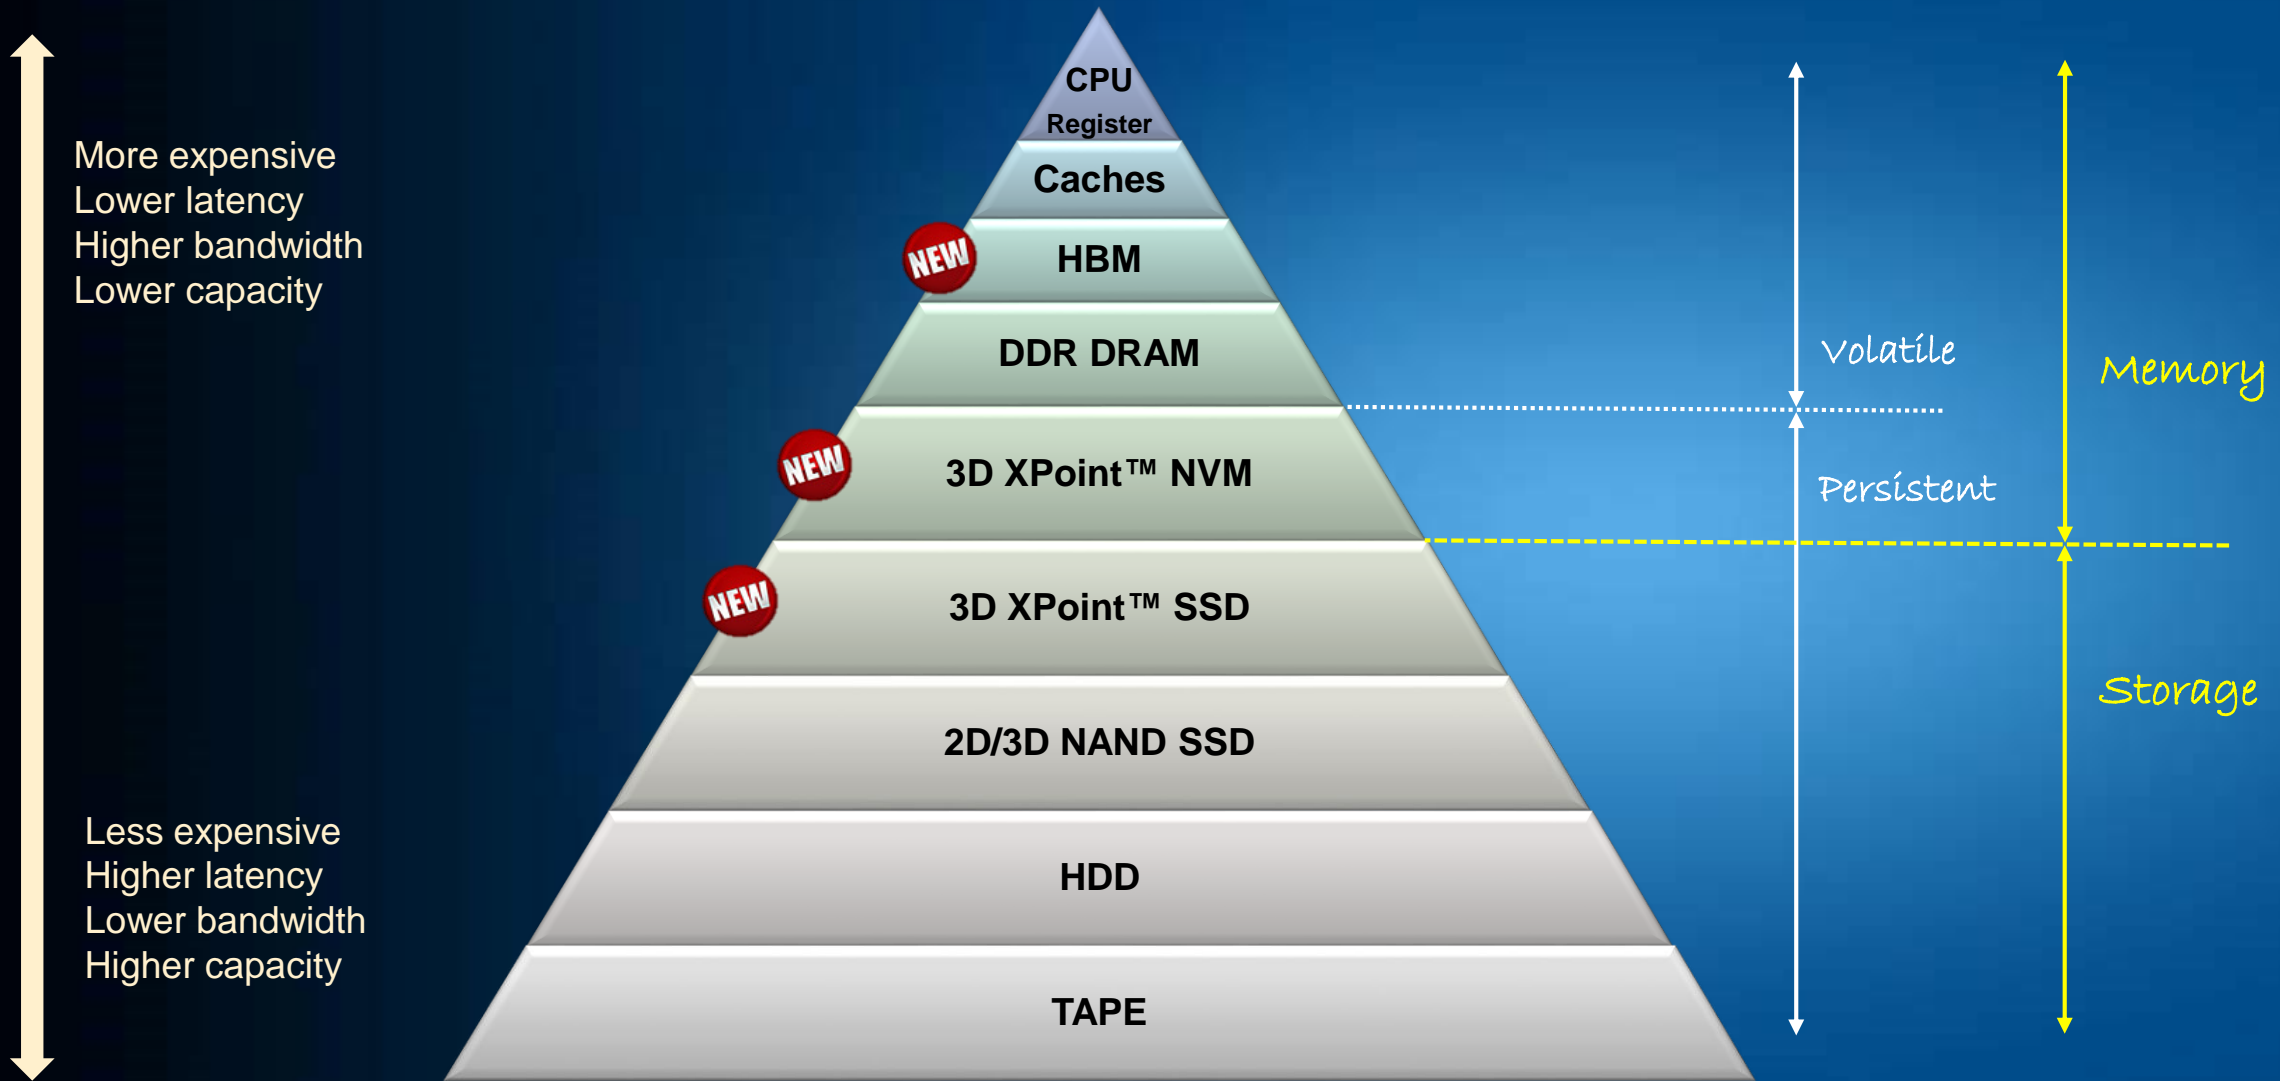 CPU
Register
More expensive
Lower latency
Higher bandwidth
Lower capacity
Caches
NEW
HBM
DDR DRAM
Volatile
Memory
NEW
3D XPoint™ NVM
Persistent
NEW
3D XPoint™ SSD
Storage
2D/3D NAND SSD
Less expensive
Higher latency
Lower bandwidth
Higher capacity
HDD
TAPE